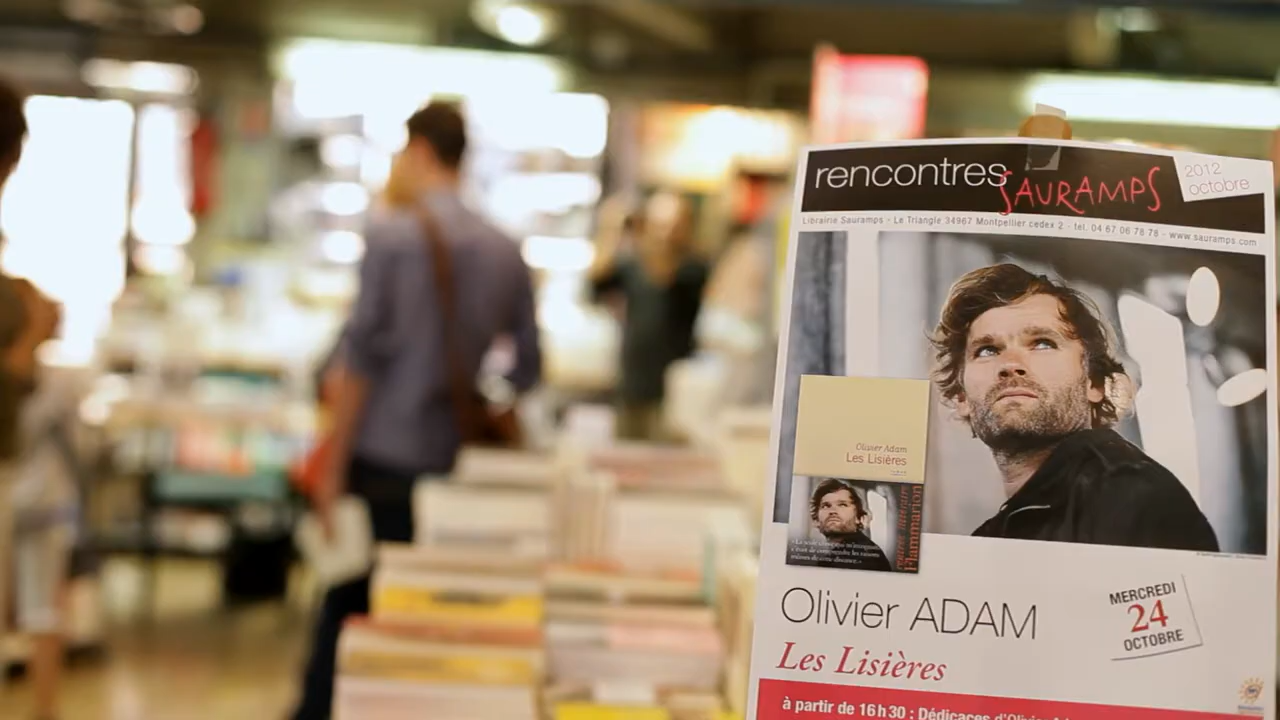 rencontres SAURAMPS
2012
octobre
Librairie Sauramps - Le Triangle 34967 Montpellier cedex 2 - tél. 04 67 06 78 78 - www.sauramps.com
Olivier Adam
Les Lisières
rentrée littéraire
Flammarion
Olivier ADAM
Les Lisières
MERCREDI
24
OCTOBRE
à partir de 16h30 : Dédicaces d'Olivier